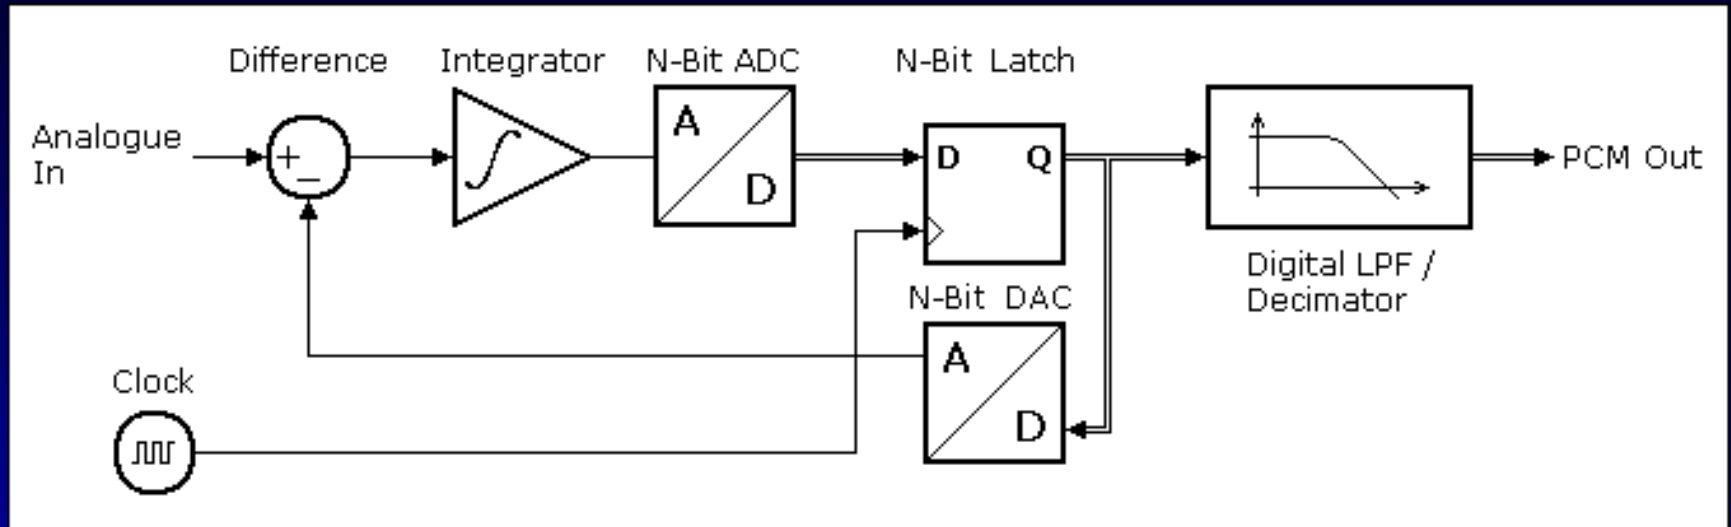 Difference
Integrator
N-Bit ADC
N-Bit Latch
Analogue
In
+
−
∫
A
D
D
Q
PCM Out
Digital LPF /
Decimator
N-Bit DAC
A
D
Clock